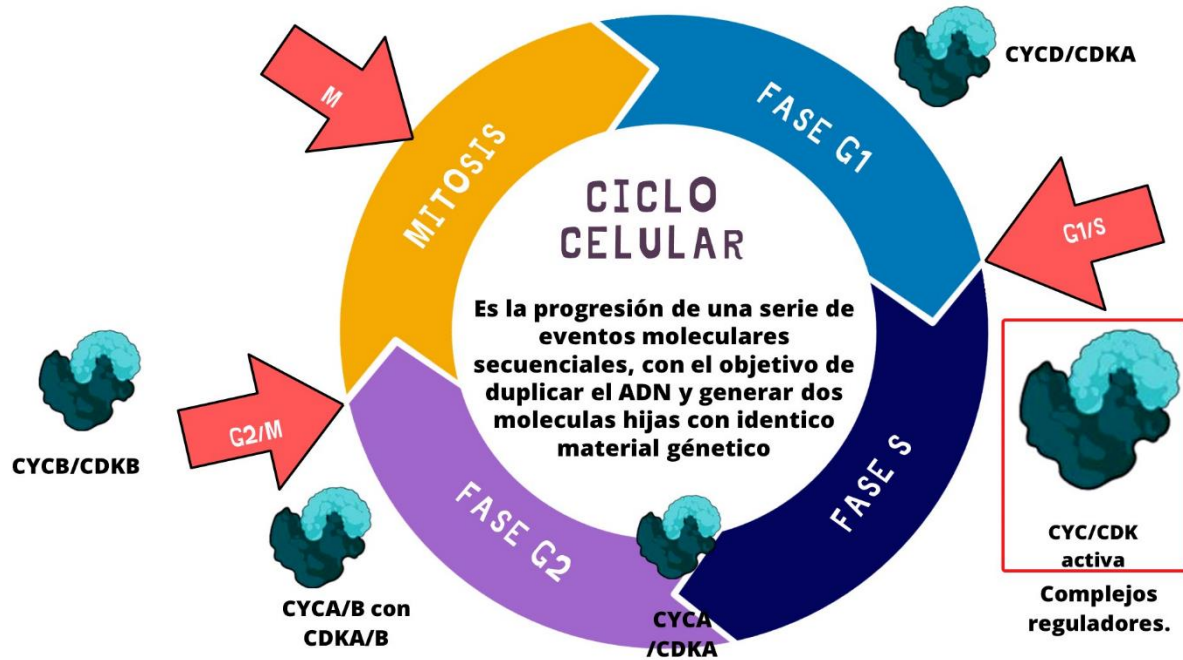 M
MITOSIS
FASE G1
CYCD/CDKA
G1/S
CICLO
CELULAR
Es la progresión de una serie de
eventos moleculares
secuenciales, con el objetivo de
duplicar el ADN y generar dos
moleculas hijas con identico
material génetico
CYCB/CDKB
G2/M
FASE G2
FASE S
CYCA/B con
CDKA/B
CYCA
/CDKA
CYC/CDK
activa
Complejos
reguladores.